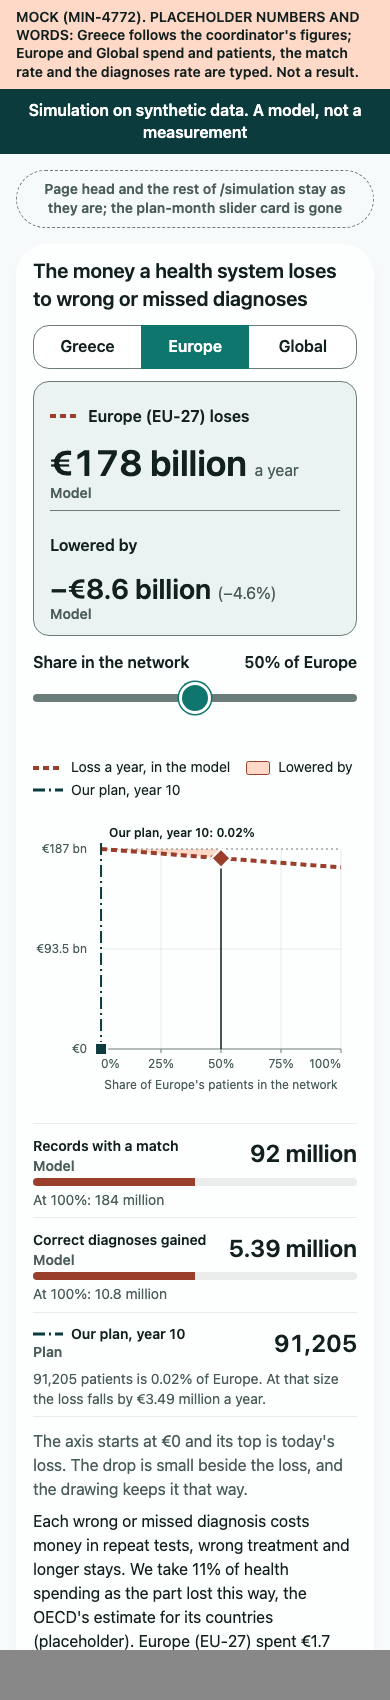 MOCK (MIN-4772). PLACEHOLDER NUMBERS AND
WORDS: Greece follows the coordinator's figures;
Europe and Global spend and patients, the match
rate and the diagnoses rate are typed. Not a result.
Simulation on synthetic data. A model, not a
measurement
Page head and the rest of /simulation stay as
they are; the plan-month slider card is gone
The money a health system loses
to wrong or missed diagnoses
Greece Europe Global
Europe (EU-27) loses
€178 billion a year
Model
Lowered by
−€8.6 billion (−4.6%)
Model
Share in the network 50% of Europe
Loss a year, in the model Lowered by
Our plan, year 10
Our plan, year 10: 0.02%
€187 bn
€93.5 bn
€0
0% 25% 50% 75% 100%
Share of Europe's patients in the network
Records with a match 92 million
Model
At 100%: 184 million
Correct diagnoses gained 5.39 million
Model
At 100%: 10.8 million
Our plan, year 10 91,205
Plan
91,205 patients is 0.02% of Europe. At that size
the loss falls by €3.49 million a year.
The axis starts at €0 and its top is today's
loss. The drop is small beside the loss, and
the drawing keeps it that way.
Each wrong or missed diagnosis costs
money in repeat tests, wrong treatment and
longer stays. We take 11% of health
spending as the part lost this way, the
OECD's estimate for its countries
(placeholder). Europe (EU-27) spent €1.7